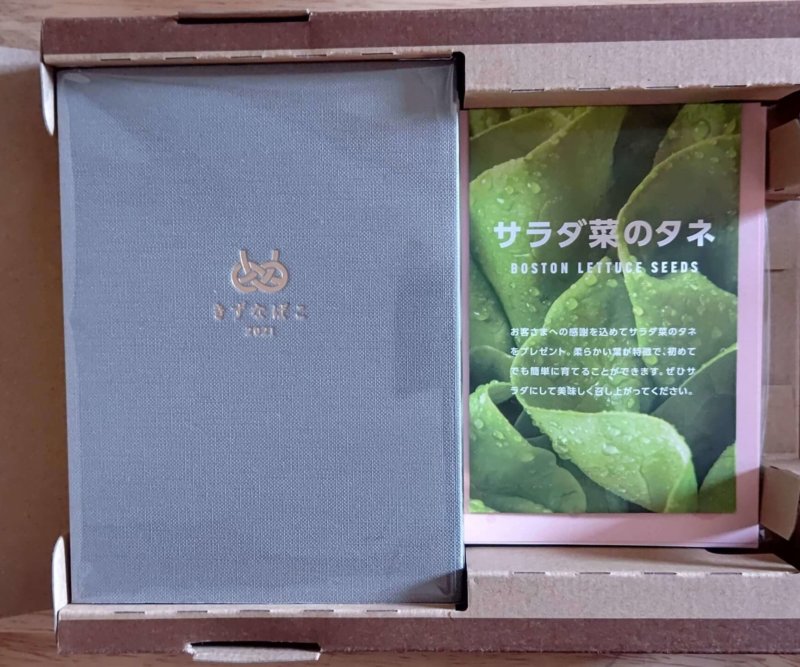 きずなばこ
2021
サラダ菜のタネ
BOSTON LETTUCE SEEDS
お客さまへの感謝を込めてサラダ菜のタネ
をプレゼント。柔らかい葉が特徴で、初めて
でも簡単に育てることができます。ぜひサ
ラダにして美味しく召し上がってください。